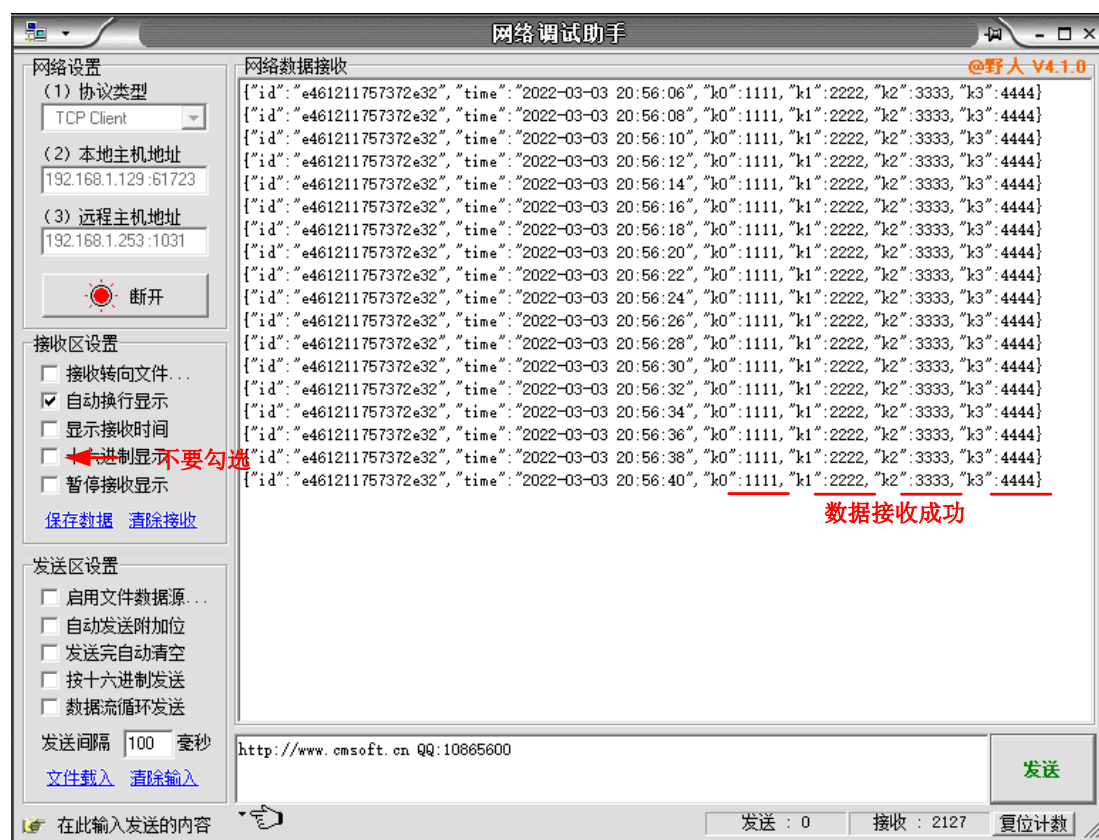 网络调试助手
网络设置
(1) 协议类型
TCP Client
(2) 本地主机地址
192.168.1.129 :61723
(3) 远程主机地址
192.168.1.253 :1031
断开
接收区设置
接收转向文件...
自动换行显示
显示接收时间
十六进制显示
不要勾选
暂停接收显示
保存数据 清除接收
发送区设置
启用文件数据源...
自动发送附加位
发送完自动清空
按十六进制发送
数据流循环发送
发送间隔 100 毫秒
文件载入 清除输入
网络数据接收
@野人 V4.1.0
{"id":"e461211757372e32","time":"2022-03-03 20:56:06","k0":1111,"k1":2222,"k2":3333,"k3":4444}
{"id":"e461211757372e32","time":"2022-03-03 20:56:08","k0":1111,"k1":2222,"k2":3333,"k3":4444}
{"id":"e461211757372e32","time":"2022-03-03 20:56:10","k0":1111,"k1":2222,"k2":3333,"k3":4444}
{"id":"e461211757372e32","time":"2022-03-03 20:56:12","k0":1111,"k1":2222,"k2":3333,"k3":4444}
{"id":"e461211757372e32","time":"2022-03-03 20:56:14","k0":1111,"k1":2222,"k2":3333,"k3":4444}
{"id":"e461211757372e32","time":"2022-03-03 20:56:16","k0":1111,"k1":2222,"k2":3333,"k3":4444}
{"id":"e461211757372e32","time":"2022-03-03 20:56:18","k0":1111,"k1":2222,"k2":3333,"k3":4444}
{"id":"e461211757372e32","time":"2022-03-03 20:56:20","k0":1111,"k1":2222,"k2":3333,"k3":4444}
{"id":"e461211757372e32","time":"2022-03-03 20:56:22","k0":1111,"k1":2222,"k2":3333,"k3":4444}
{"id":"e461211757372e32","time":"2022-03-03 20:56:24","k0":1111,"k1":2222,"k2":3333,"k3":4444}
{"id":"e461211757372e32","time":"2022-03-03 20:56:26","k0":1111,"k1":2222,"k2":3333,"k3":4444}
{"id":"e461211757372e32","time":"2022-03-03 20:56:28","k0":1111,"k1":2222,"k2":3333,"k3":4444}
{"id":"e461211757372e32","time":"2022-03-03 20:56:30","k0":1111,"k1":2222,"k2":3333,"k3":4444}
{"id":"e461211757372e32","time":"2022-03-03 20:56:32","k0":1111,"k1":2222,"k2":3333,"k3":4444}
{"id":"e461211757372e32","time":"2022-03-03 20:56:34","k0":1111,"k1":2222,"k2":3333,"k3":4444}
{"id":"e461211757372e32","time":"2022-03-03 20:56:36","k0":1111,"k1":2222,"k2":3333,"k3":4444}
{"id":"e461211757372e32","time":"2022-03-03 20:56:38","k0":1111,"k1":2222,"k2":3333,"k3":4444}
{"id":"e461211757372e32","time":"2022-03-03 20:56:40","k0":1111,"k1":2222,"k2":3333,"k3":4444}
数据接收成功
http://www.cmsoft.cn QQ:10865600
发送
在此输入发送的内容
发送 : 0
接收 : 2127
复位计数